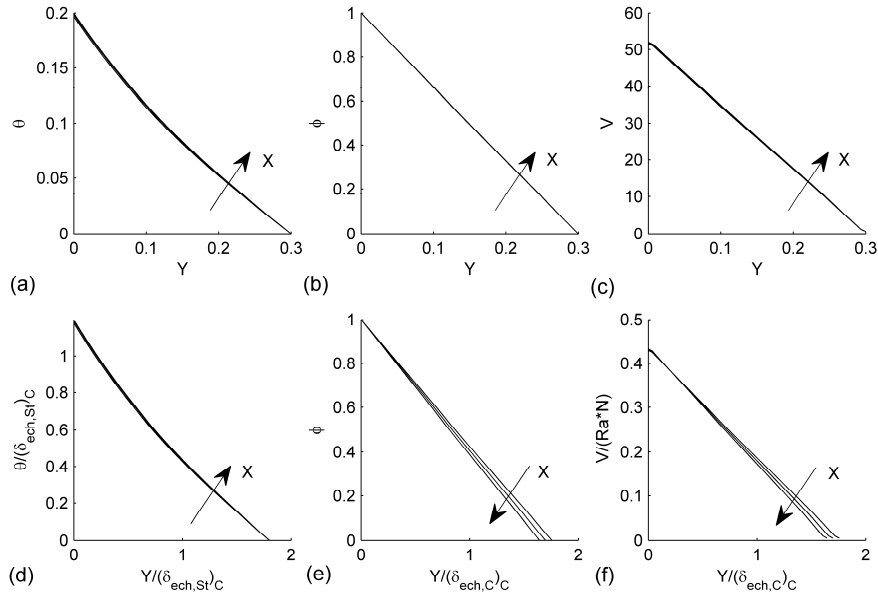 0.2
0.15
0.1
0.05
0
θ
0
0.1
0.2
0.3
Y
X
(a)
1
0.8
0.6
0.4
0.2
0
ϕ
0
0.1
0.2
0.3
Y
X
(b)
60
50
40
30
20
10
0
V
0
0.1
0.2
0.3
Y
X
(c)
1
0.8
0.6
0.4
0.2
0
θ/(δech,St)C
0
1
2
Y/(δech,St)C
X
(d)
1
0.8
0.6
0.4
0.2
0
ϕ
0
1
2
Y/(δech,C)C
X
(e)
0.5
0.4
0.3
0.2
0.1
0
V/(Ra*N)
0
1
2
Y/(δech,C)C
X
(f)